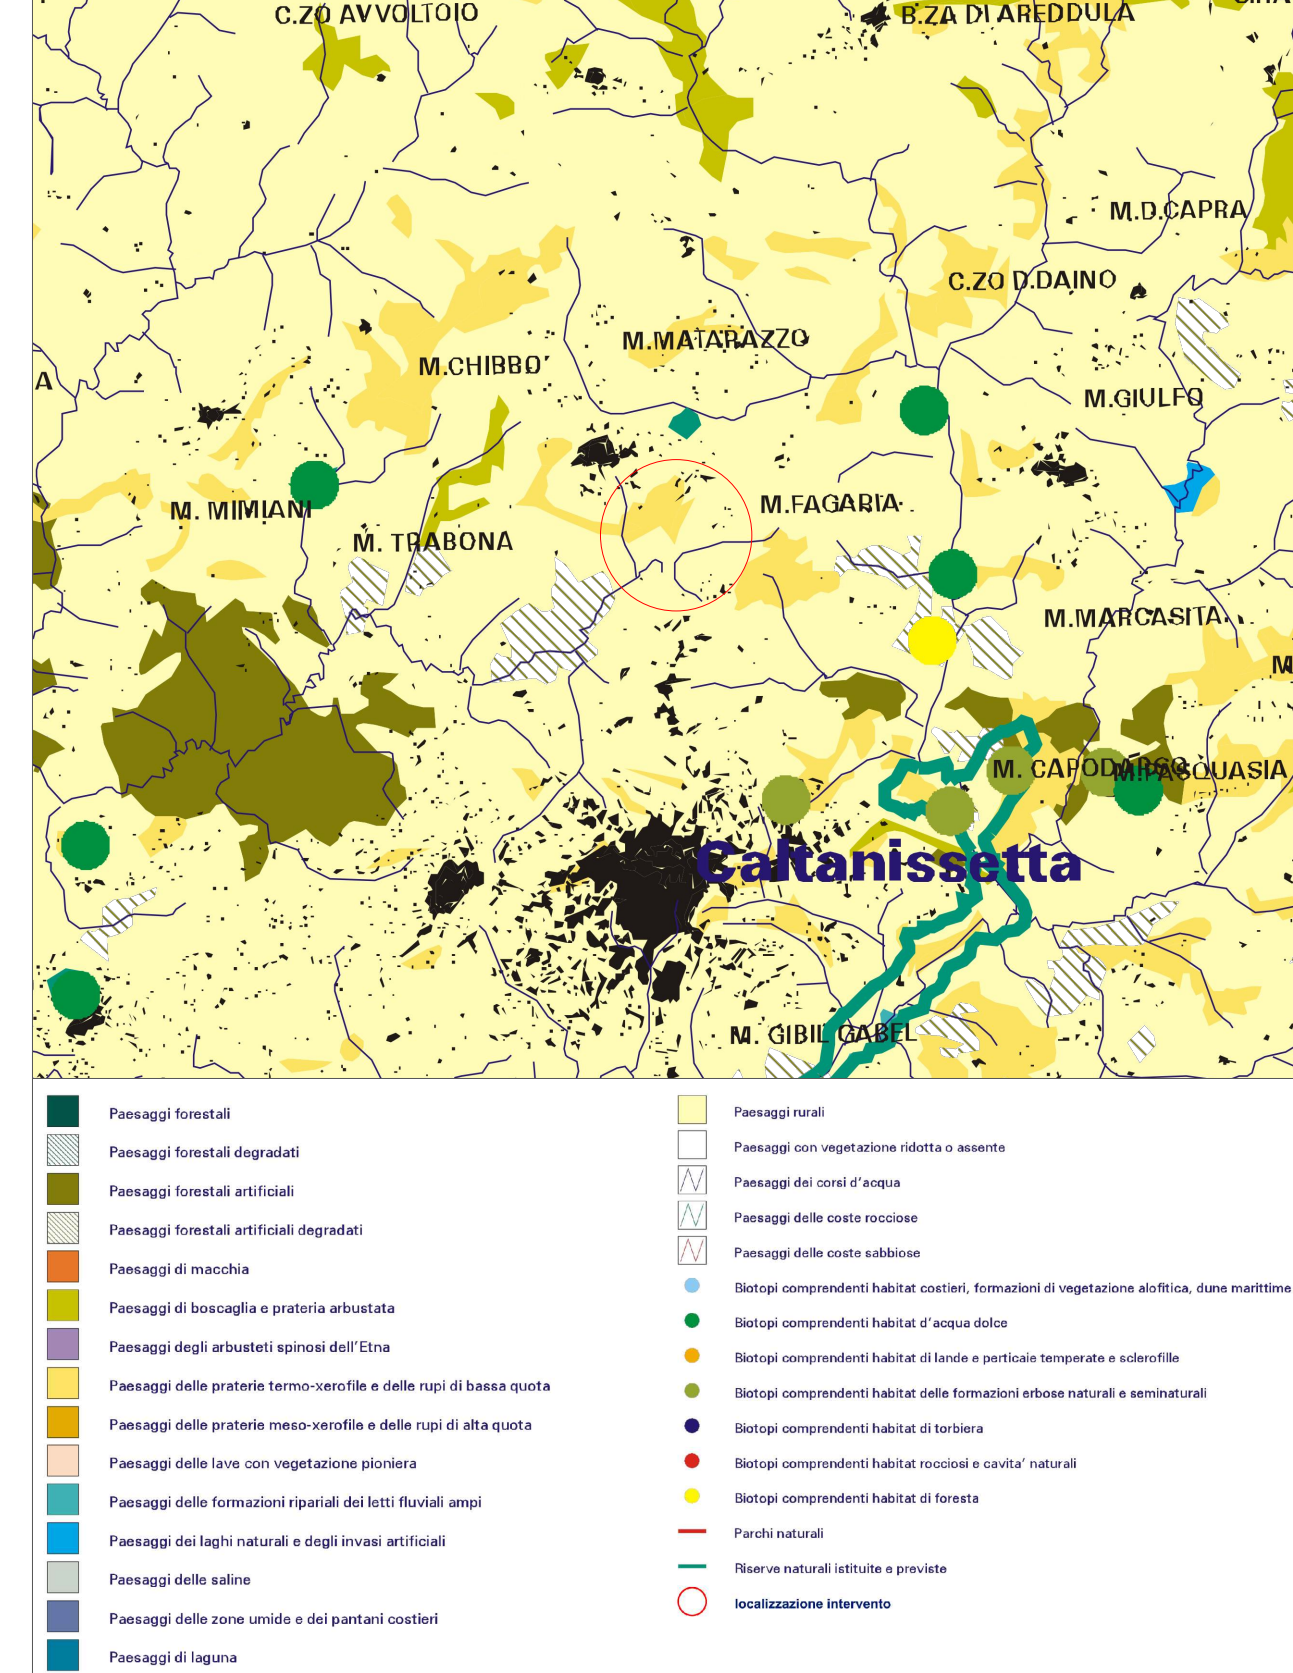 C.ZO AVVOLTOIO
B.ZA DI AREDDULA
M.D.CAPRA
C.ZO D.DAINO
M.MATARAZZO
M.CHIBBO'
A
M.GIULFO
M. MIMIANI
M.FAGARIA
M. TRABONA
M.MARCASITA
M
M. CAPODARSO
M.PASQUASIA
Caltanissetta
M. GIBIL GABEL
Paesaggi forestali
Paesaggi forestali degradati
Paesaggi forestali artificiali
Paesaggi forestali artificiali degradati
Paesaggi di macchia
Paesaggi di boscaglia e prateria arbustata
Paesaggi degli arbusteti spinosi dell'Etna
Paesaggi delle praterie termo-xerofile e delle rupi di bassa quota
Paesaggi delle praterie meso-xerofile e delle rupi di alta quota
Paesaggi delle lave con vegetazione pioniera
Paesaggi delle formazioni ripariali dei letti fluviali ampi
Paesaggi dei laghi naturali e degli invasi artificiali
Paesaggi delle saline
Paesaggi delle zone umide e dei pantani costieri
Paesaggi di laguna
Paesaggi rurali
Paesaggi con vegetazione ridotta o assente
Paesaggi dei corsi d'acqua
Paesaggi delle coste rocciose
Paesaggi delle coste sabbiose
Biotopi comprendenti habitat costieri, formazioni di vegetazione alofitica, dune marittime
Biotopi comprendenti habitat d'acqua dolce
Biotopi comprendenti habitat di lande e perticaie temperate e sclerofille
Biotopi comprendenti habitat delle formazioni erbose naturali e seminaturali
Biotopi comprendenti habitat di torbiera
Biotopi comprendenti habitat rocciosi e cavita' naturali
Biotopi comprendenti habitat di foresta
Parchi naturali
Riserve naturali istituite e previste
localizzazione intervento